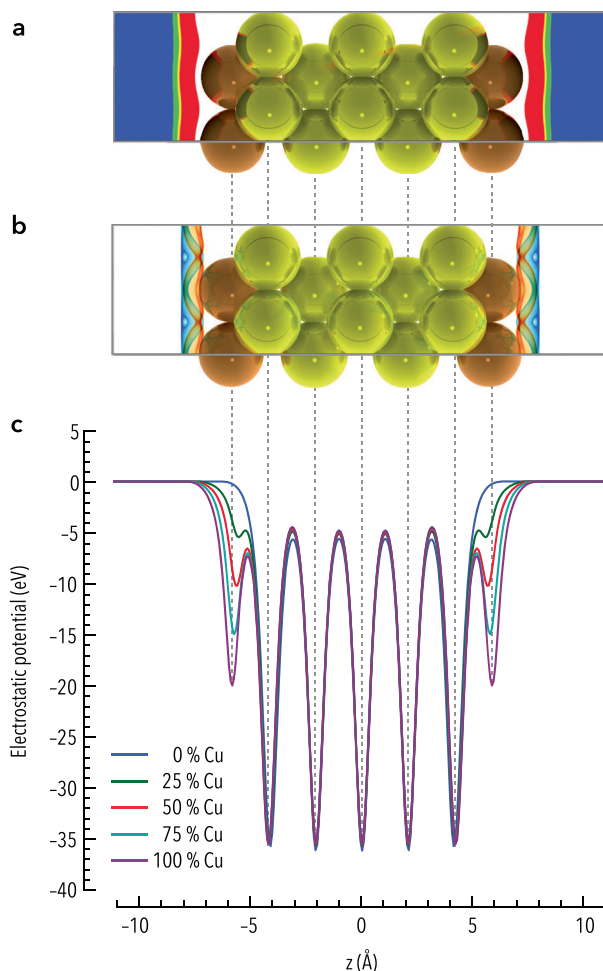 a
b
c
5
0
−5
−10
−15
−20
−25
−30
−35
−40
Electrostatic potential (eV)
0 % Cu
25 % Cu
50 % Cu
75 % Cu
100 % Cu
−10 −5 0 5 10
z (Å)